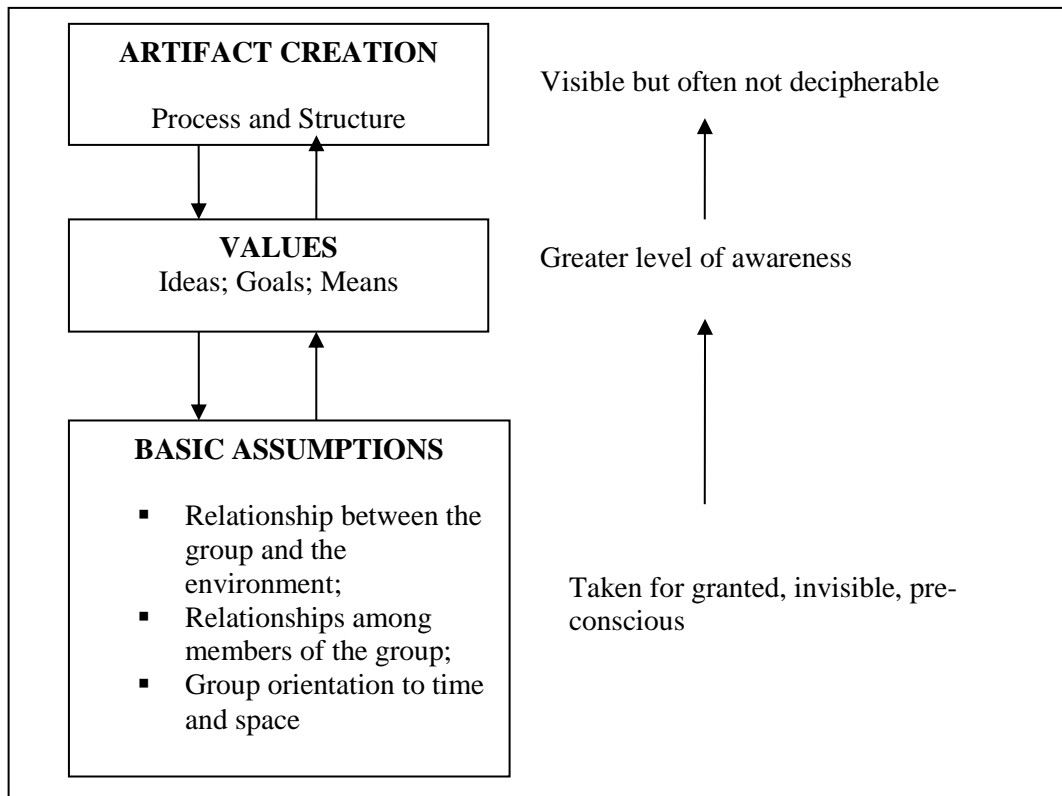 ARTIFACT CREATION
Process and Structure
Visible but often not decipherable
VALUES
Ideas; Goals; Means
Greater level of awareness
BASIC ASSUMPTIONS
▪ Relationship between the
group and the
environment;
▪ Relationships among
members of the group;
▪ Group orientation to time
and space
Taken for granted, invisible, pre-
conscious